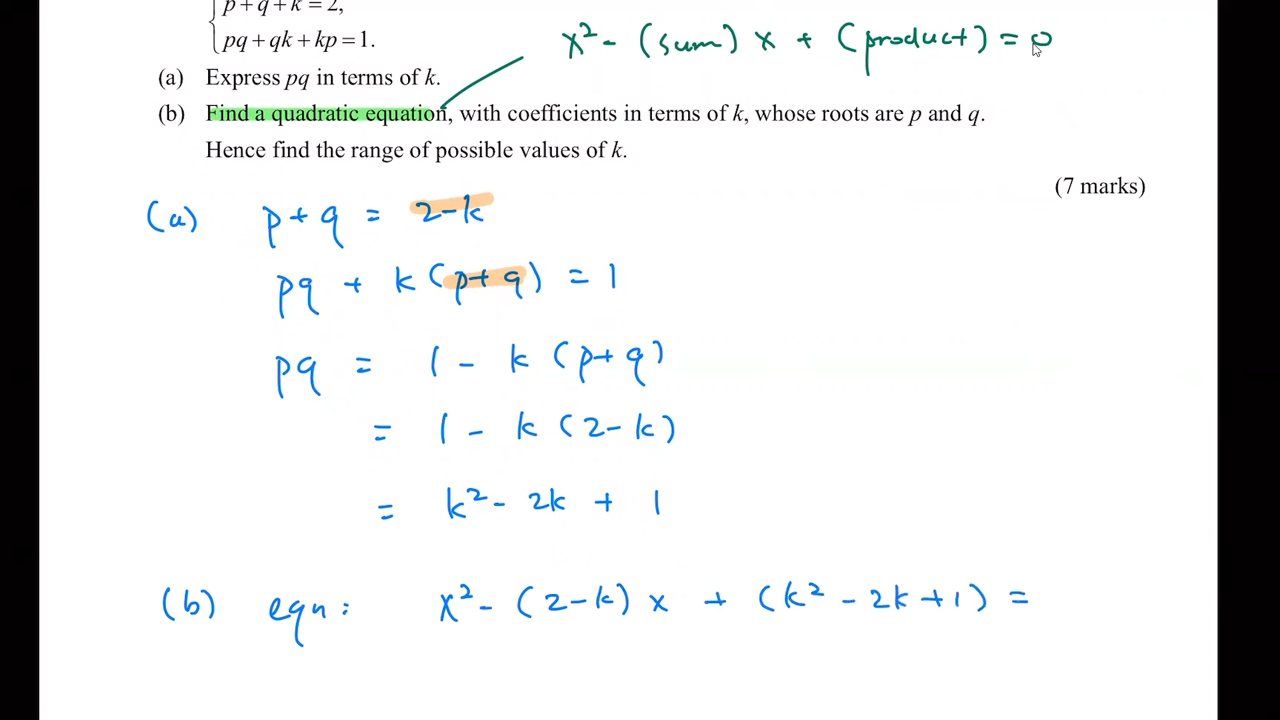 p + q + k = 2,
pq + qk + kp = 1.
x² - (sum) x + (product) = 0
(a) Express pq in terms of k.
(b) Find a quadratic equation, with coefficients in terms of k, whose roots are p and q.
Hence find the range of possible values of k.
(7 marks)
(a) p + q = 2 - k
pq + k (p + q) = 1
pq = 1 - k (p + q)
= 1 - k (2 - k)
= k² - 2k + 1
(b) eqn: x² - (2 - k) x + (k² - 2k + 1) =